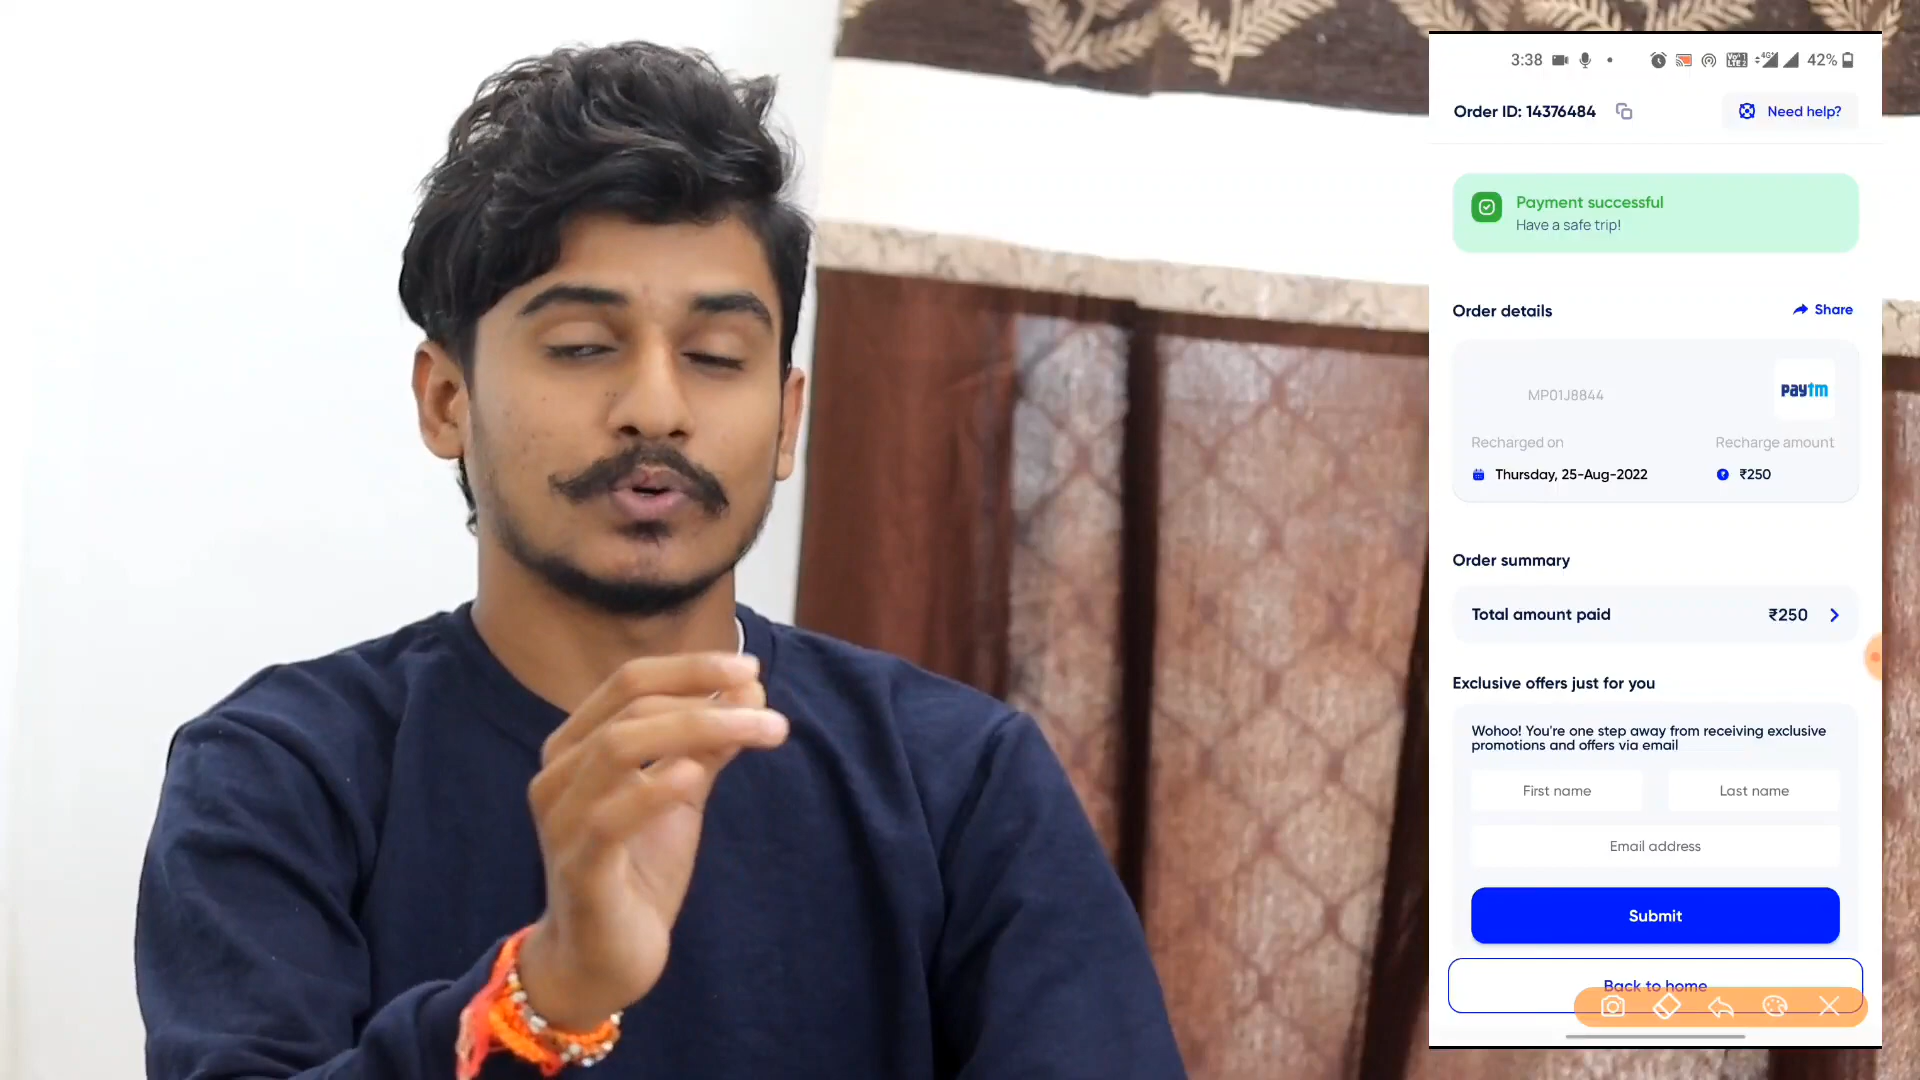 3:38
42%
Order ID: 14376484
Need help?
Payment successful
Have a safe trip!
Order details
Share
MP01J8844
paytm
Recharged on
Recharge amount
Thursday, 25-Aug-2022
₹250
Order summary
Total amount paid
₹250
Exclusive offers just for you
Wohoo! You're one step away from receiving exclusive
promotions and offers via email
First name
Last name
Email address
Submit
Back to home